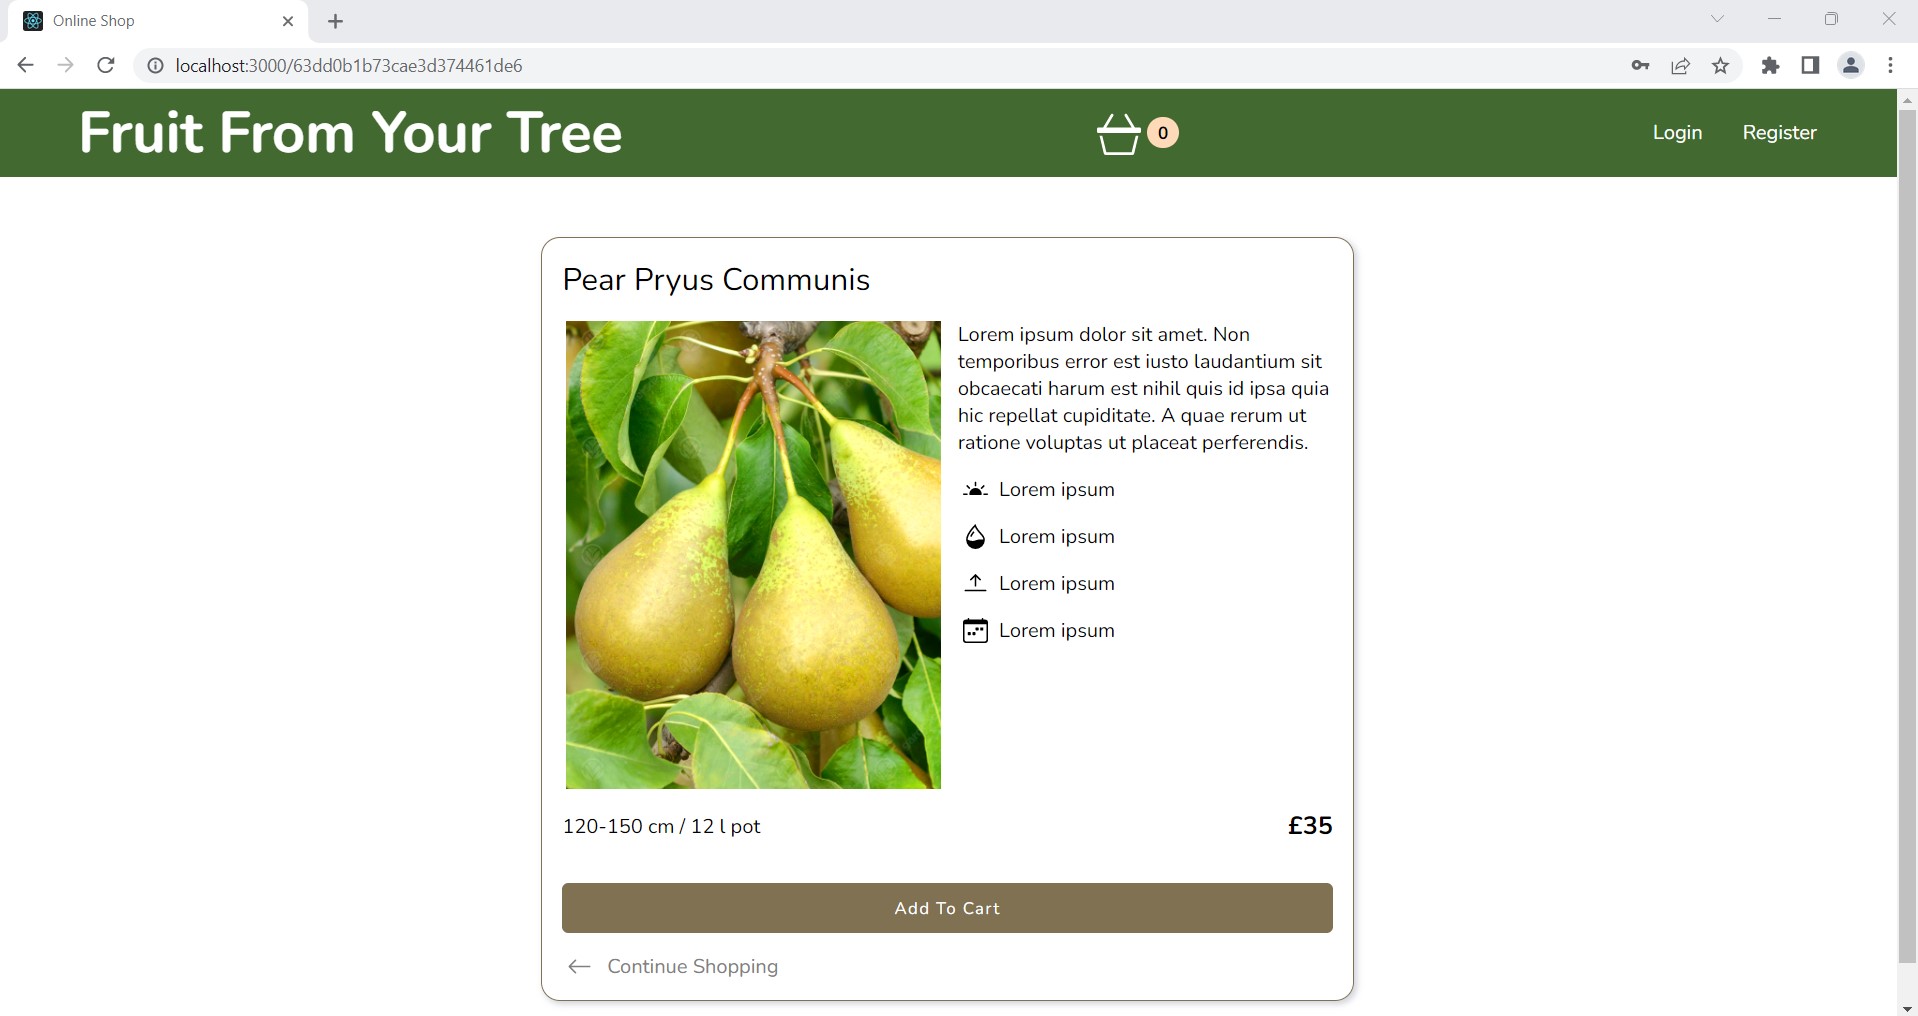 Online Shop
localhost:3000/63dd0b1b73cae3d374461de6
Fruit From Your Tree
0
Login
Register
Pear Pryus Communis
Lorem ipsum dolor sit amet. Non
temporibus error est iusto laudantium sit
obcaecati harum est nihil quis id ipsa quia
hic repellat cupiditate. A quae rerum ut
ratione voluptas ut placeat perferendis.
Lorem ipsum
Lorem ipsum
Lorem ipsum
Lorem ipsum
120-150 cm / 12 l pot
£35
Add To Cart
Continue Shopping